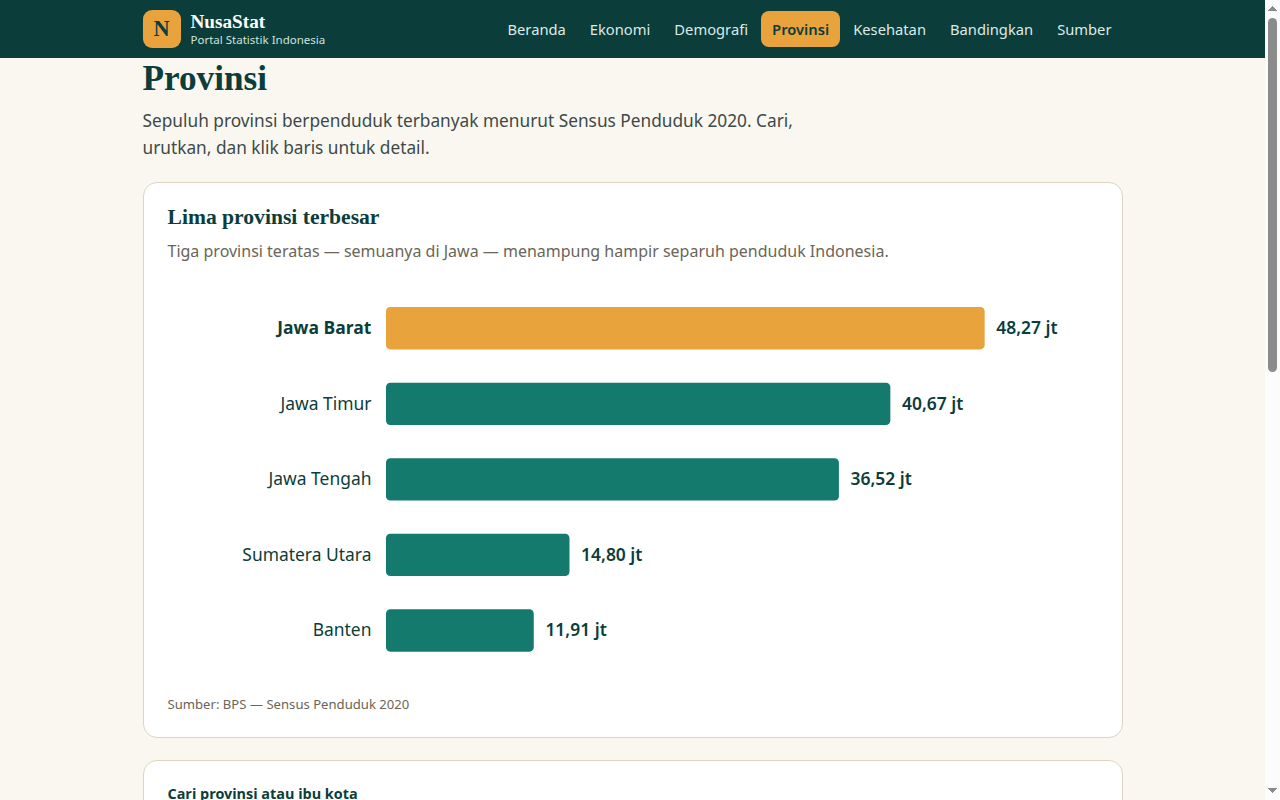 N
NusaStat
Portal Statistik Indonesia
Beranda
Ekonomi
Demografi
Provinsi
Kesehatan
Bandingkan
Sumber
Provinsi
Sepuluh provinsi berpenduduk terbanyak menurut Sensus Penduduk 2020. Cari,
urutkan, dan klik baris untuk detail.
Lima provinsi terbesar
Tiga provinsi teratas — semuanya di Jawa — menampung hampir separuh penduduk Indonesia.
Jawa Barat 48,27 jt
Jawa Timur 40,67 jt
Jawa Tengah 36,52 jt
Sumatera Utara 14,80 jt
Banten 11,91 jt
Sumber: BPS — Sensus Penduduk 2020
Cari provinsi atau ibu kota